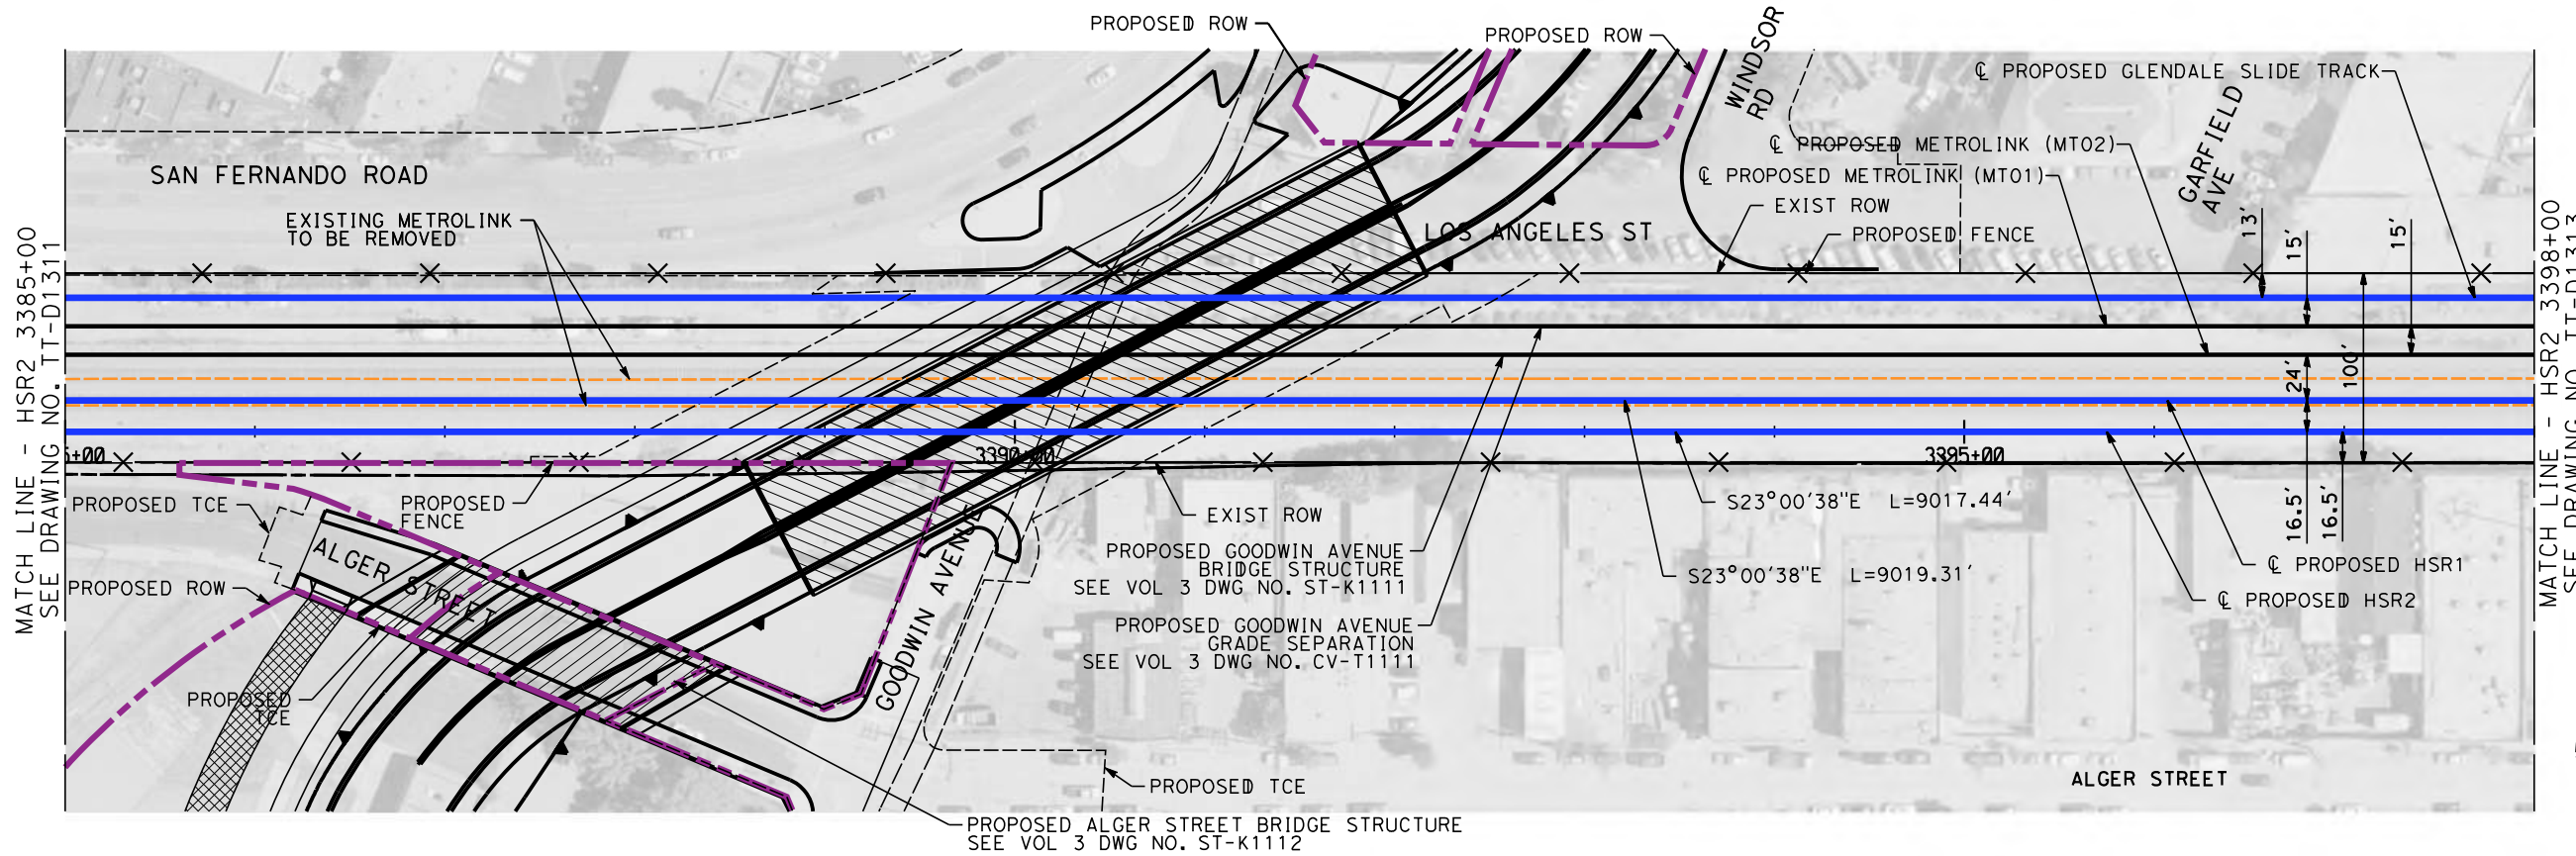 PROPOSED ROW
PROPOSED ROW
WINDSOR
RD
℄ PROPOSED GLENDALE SLIDE TRACK
GARFIELD
AVE
℄ PROPOSED METROLINK (MT02)
℄ PROPOSED METROLINK (MT01)
SAN FERNANDO ROAD
EXIST ROW
EXISTING METROLINK
TO BE REMOVED
LOS ANGELES ST
PROPOSED FENCE
13'
15'
15'
MATCH LINE - HSR2 3385+00
SEE DRAWING NO. TT-D1311
MATCH LINE - HSR2 3398+00
SEE DRAWING NO. TT-D1313
24'
100'
5+00
3390+00
3395+00
PROPOSED TCE
PROPOSED
FENCE
EXIST ROW
S23°00'38"E L=9017.44'
16.5'
16.5'
ALGER STREET
PROPOSED GOODWIN AVENUE
BRIDGE STRUCTURE
SEE VOL 3 DWG NO. ST-K1111
S23°00'38"E L=9019.31'
℄ PROPOSED HSR1
℄ PROPOSED HSR2
PROPOSED ROW
GOODWIN AVENUE
PROPOSED GOODWIN AVENUE
GRADE SEPARATION
SEE VOL 3 DWG NO. CV-T1111
PROPOSED
TCE
PROPOSED TCE
ALGER STREET
PROPOSED ALGER STREET BRIDGE STRUCTURE
SEE VOL 3 DWG NO. ST-K1112